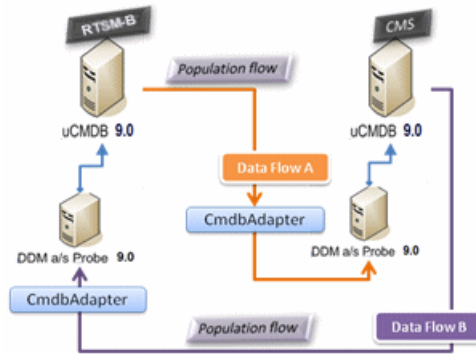 RTSM-B
CMS
Population flow
uCMDB 9.0
uCMDB 9.0
Data Flow A
CmdbAdapter
DDM a/s Probe 9.0
DDM a/s Probe 9.0
CmdbAdapter
Population flow
Data Flow B